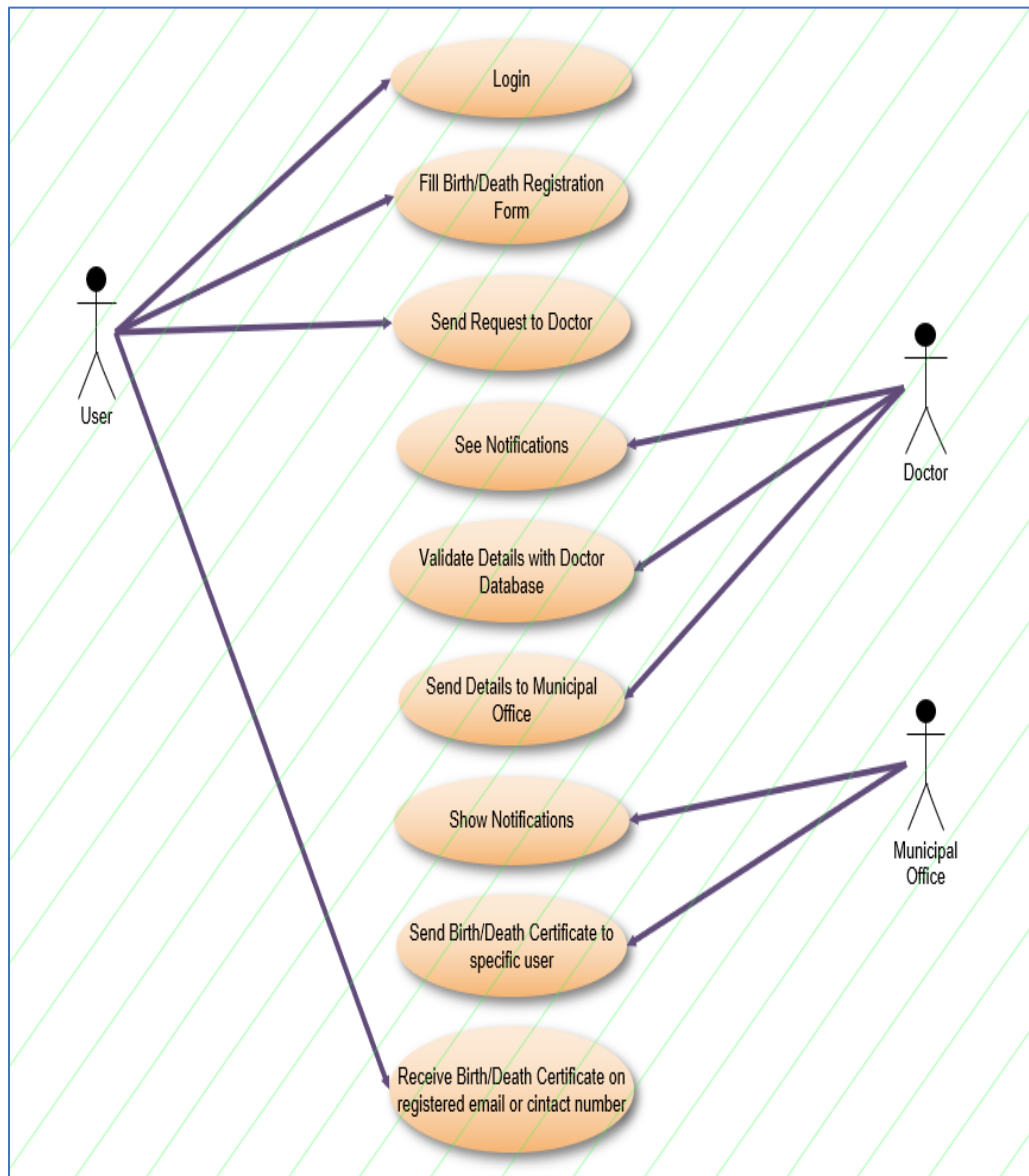 Login
Fill Birth/Death Registration
Form
Send Request to Doctor
User
See Notifications
Doctor
Validate Details with Doctor
Database
Send Details to Municipal
Office
Show Notifications
Municipal
Office
Send Birth/Death Certificate to
specific user
Receive Birth/Death Certificate on
registered email or cintact number